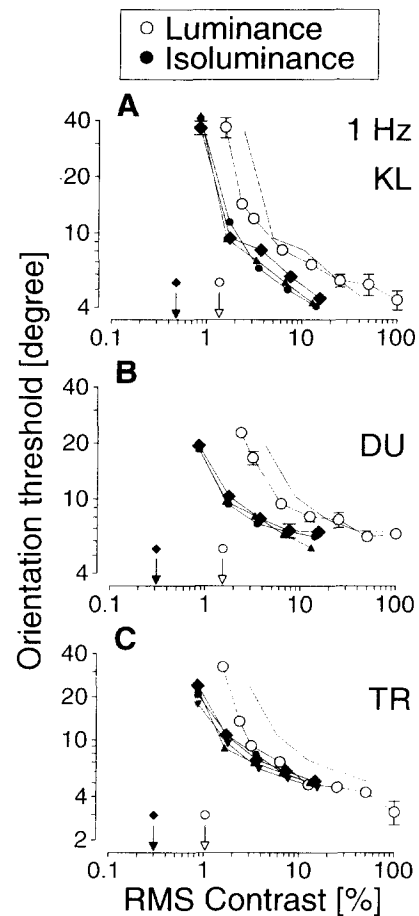 Luminance
Isoluminance
A
1 Hz
KL
40
20
10
4
0.1 1 10 100
B
DU
40
20
10
4
0.1 1 10 100
C
TR
40
20
10
4
2
0.1 1 10 100
Orientation threshold [degree]
RMS Contrast [%]